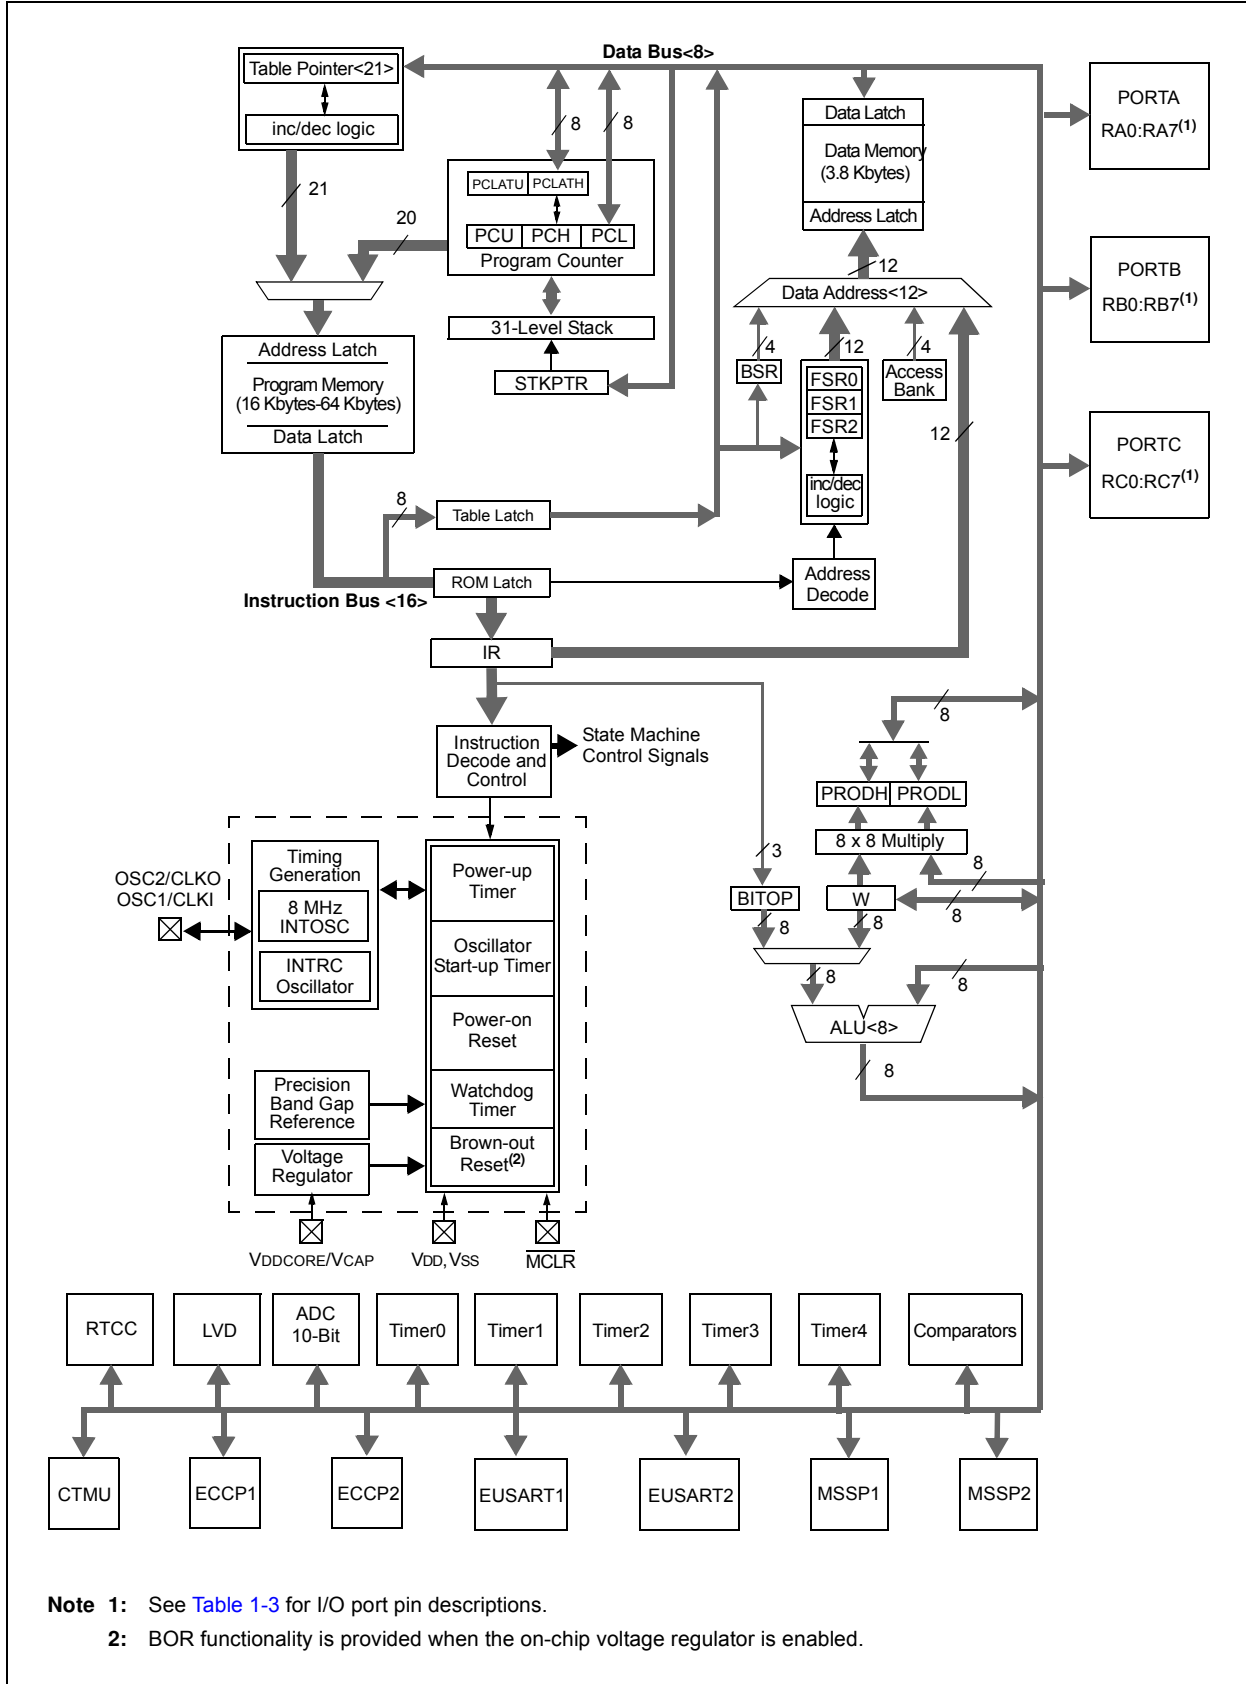 Data Bus<8>
Table Pointer<21>
inc/dec logic
21
20
8
8
PCLATU PCLATH
PCU PCH PCL
Program Counter
31-Level Stack
STKPTR
Data Latch
Data Memory
(3.8 Kbytes)
Address Latch
12
Data Address<12>
4
12
4
BSR
FSR0
FSR1
FSR2
inc/dec
logic
Access
Bank
12
Address
Decode
PORTA
RA0:RA7(1)
PORTB
RB0:RB7(1)
PORTC
RC0:RC7(1)
Address Latch
Program Memory
(16 Kbytes-64 Kbytes)
Data Latch
8
Table Latch
ROM Latch
Instruction Bus <16>
IR
Instruction
Decode and
Control
State Machine
Control Signals
8
PRODH PRODL
8 x 8 Multiply
3
8
BITOP
W
8
8
8
8
8
ALU<8>
8
OSC2/CLKO
OSC1/CLKI
Timing
Generation
8 MHz
INTOSC
INTRC
Oscillator
Power-up
Timer
Oscillator
Start-up Timer
Power-on
Reset
Watchdog
Timer
Brown-out
Reset(2)
Precision
Band Gap
Reference
Voltage
Regulator
VDDCORE/VCAP
VDD, VSS
MCLR
RTCC
LVD
ADC
10-Bit
Timer0
Timer1
Timer2
Timer3
Timer4
Comparators
CTMU
ECCP1
ECCP2
EUSART1
EUSART2
MSSP1
MSSP2
Note 1: See Table 1-3 for I/O port pin descriptions.
2: BOR functionality is provided when the on-chip voltage regulator is enabled.